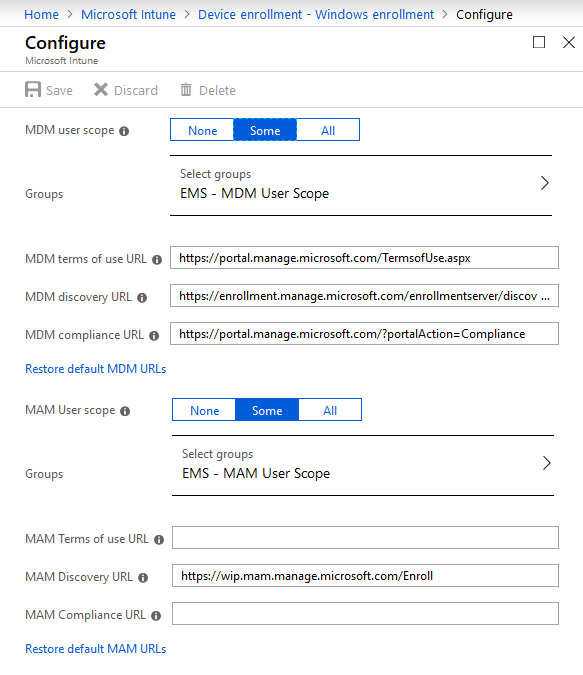 Home > Microsoft Intune > Device enrollment - Windows enrollment > Configure
Configure
Microsoft Intune
Save Discard Delete
MDM user scope None Some All
Groups Select groups
EMS - MDM User Scope
MDM terms of use URL https://portal.manage.microsoft.com/TermsofUse.aspx
MDM discovery URL https://enrollment.manage.microsoft.com/enrollmentserver/discov ...
MDM compliance URL https://portal.manage.microsoft.com/?portalAction=Compliance
Restore default MDM URLs
MAM User scope None Some All
Groups Select groups
EMS - MAM User Scope
MAM Terms of use URL
MAM Discovery URL https://wip.mam.manage.microsoft.com/Enroll
MAM Compliance URL
Restore default MAM URLs